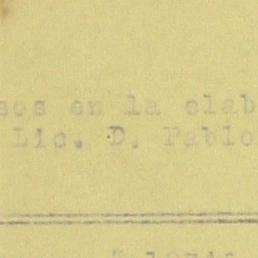 sos en la elab
Lic. D. Pablo